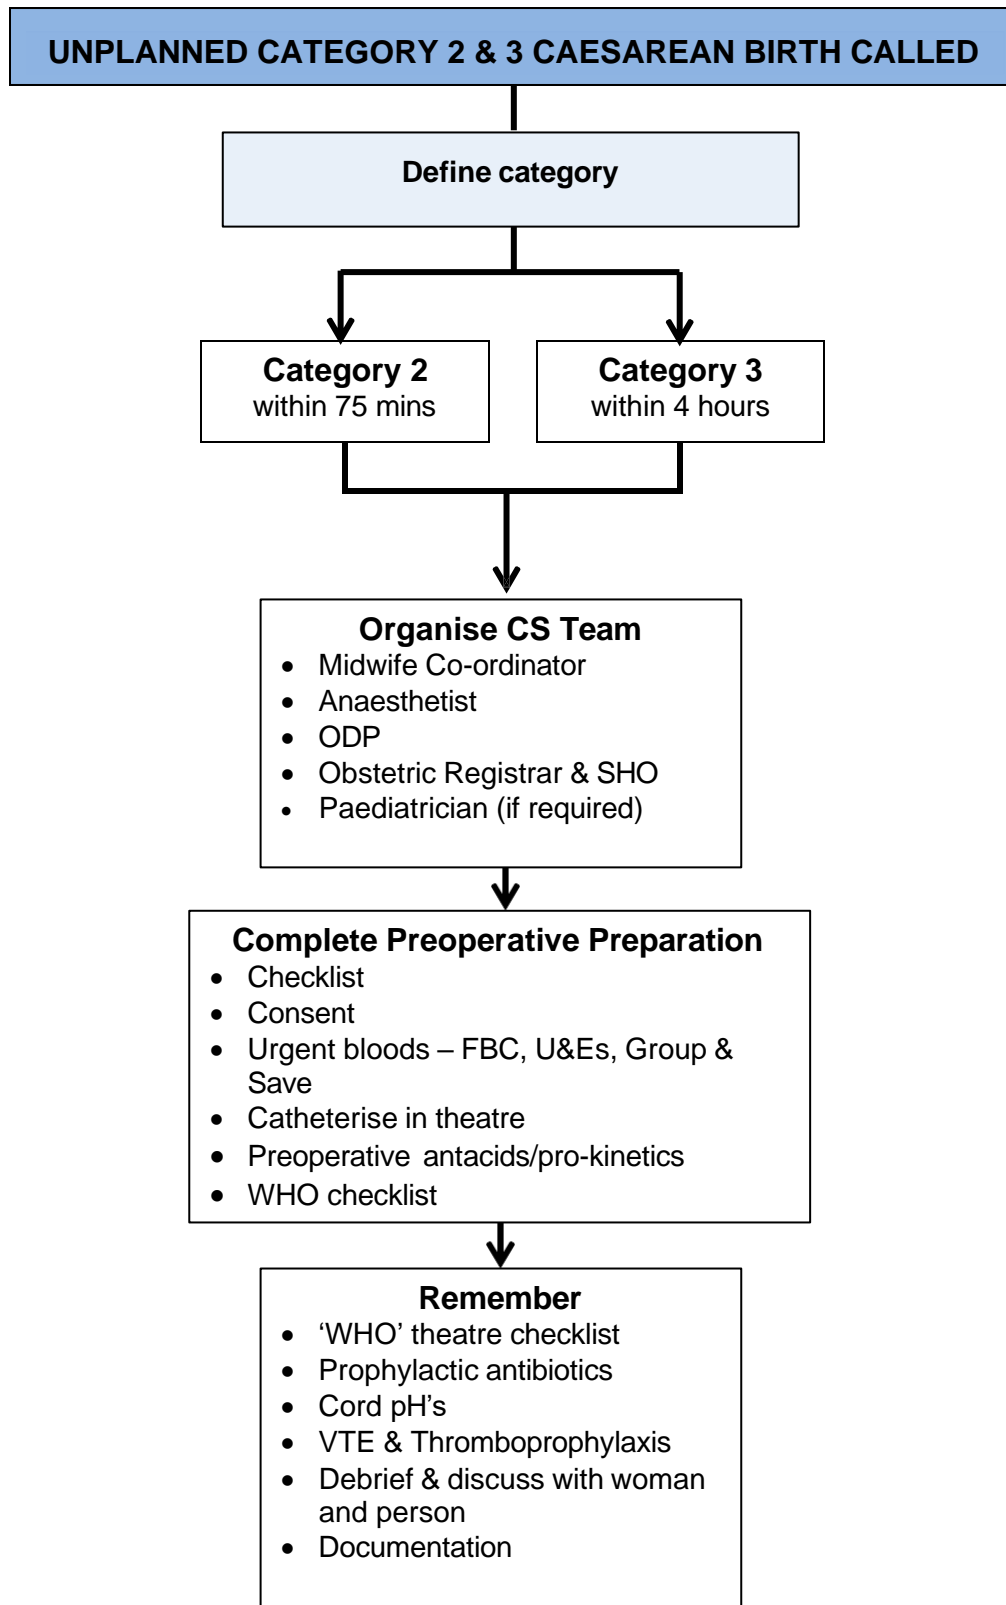 UNPLANNED CATEGORY 2 & 3 CAESAREAN BIRTH CALLED
Define category
Category 2
within 75 mins
Category 3
within 4 hours
Organise CS Team
• Midwife Co-ordinator
• Anaesthetist
• ODP
• Obstetric Registrar & SHO
• Paediatrician (if required)
Complete Preoperative Preparation
• Checklist
• Consent
• Urgent bloods – FBC, U&Es, Group &
Save
• Catheterise in theatre
• Preoperative antacids/pro-kinetics
• WHO checklist
Remember
• ‘WHO’ theatre checklist
• Prophylactic antibiotics
• Cord pH’s
• VTE & Thromboprophylaxis
• Debrief & discuss with woman
and person
• Documentation